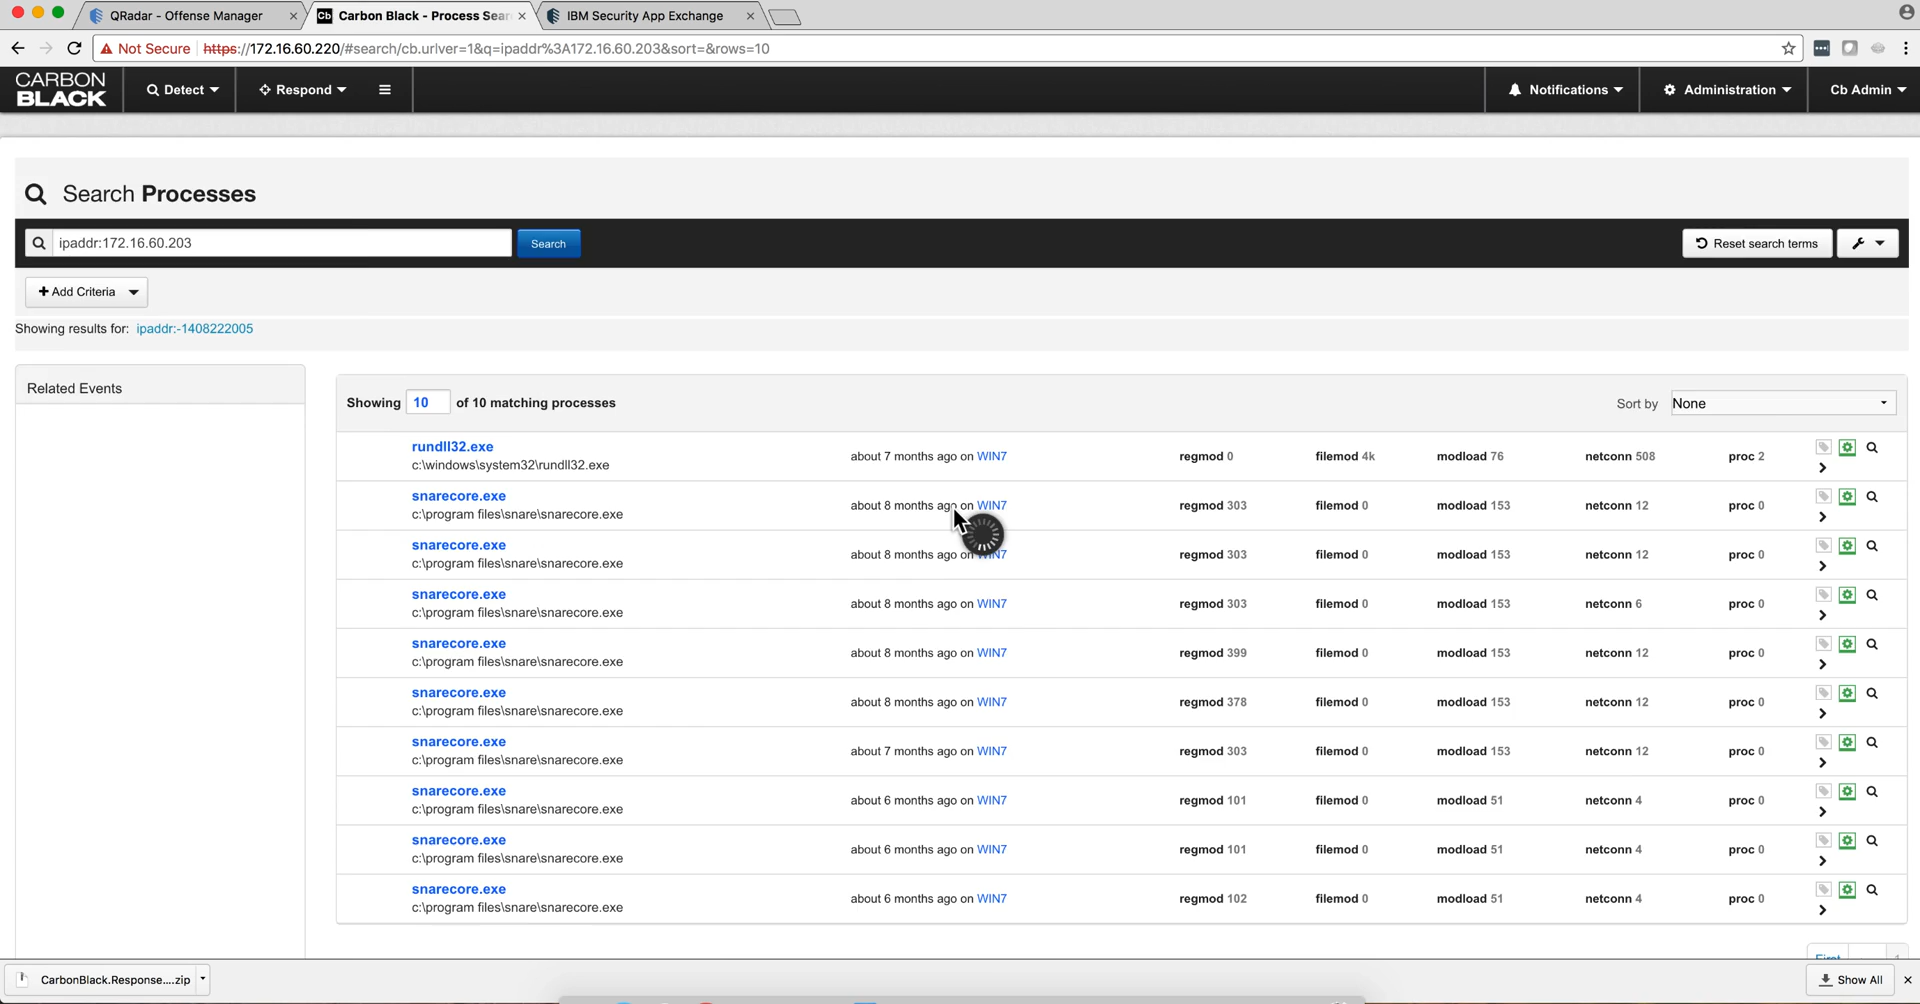 QRadar - Offense Manager
Carbon Black - Process Sear
IBM Security App Exchange
Not Secure https://172.16.60.220/#search/cb.urlver=1&q=ipaddr%3A172.16.60.203&sort=&rows=10
CARBON
BLACK
Detect
Respond
Notifications
Administration
Cb Admin
Search Processes
ipaddr:172.16.60.203
Search
Reset search terms
Add Criteria
Showing results for: ipaddr:-1408222005
Related Events
Showing 10 of 10 matching processes
Sort by None
rundll32.exe
c:\windows\system32\rundll32.exe
about 7 months ago on WIN7 regmod 0 filemod 4k modload 76 netconn 508 proc 2
snarecore.exe
c:\program files\snare\snarecore.exe
about 8 months ago on WIN7 regmod 303 filemod 0 modload 153 netconn 12 proc 0
snarecore.exe
c:\program files\snare\snarecore.exe
about 8 months ago on WIN7 regmod 303 filemod 0 modload 153 netconn 12 proc 0
snarecore.exe
c:\program files\snare\snarecore.exe
about 8 months ago on WIN7 regmod 303 filemod 0 modload 153 netconn 6 proc 0
snarecore.exe
c:\program files\snare\snarecore.exe
about 8 months ago on WIN7 regmod 399 filemod 0 modload 153 netconn 12 proc 0
snarecore.exe
c:\program files\snare\snarecore.exe
about 8 months ago on WIN7 regmod 378 filemod 0 modload 153 netconn 12 proc 0
snarecore.exe
c:\program files\snare\snarecore.exe
about 7 months ago on WIN7 regmod 303 filemod 0 modload 153 netconn 12 proc 0
snarecore.exe
c:\program files\snare\snarecore.exe
about 6 months ago on WIN7 regmod 101 filemod 0 modload 51 netconn 4 proc 0
snarecore.exe
c:\program files\snare\snarecore.exe
about 6 months ago on WIN7 regmod 101 filemod 0 modload 51 netconn 4 proc 0
snarecore.exe
c:\program files\snare\snarecore.exe
about 6 months ago on WIN7 regmod 102 filemod 0 modload 51 netconn 4 proc 0
First
CarbonBlack.Response....zip
Show All